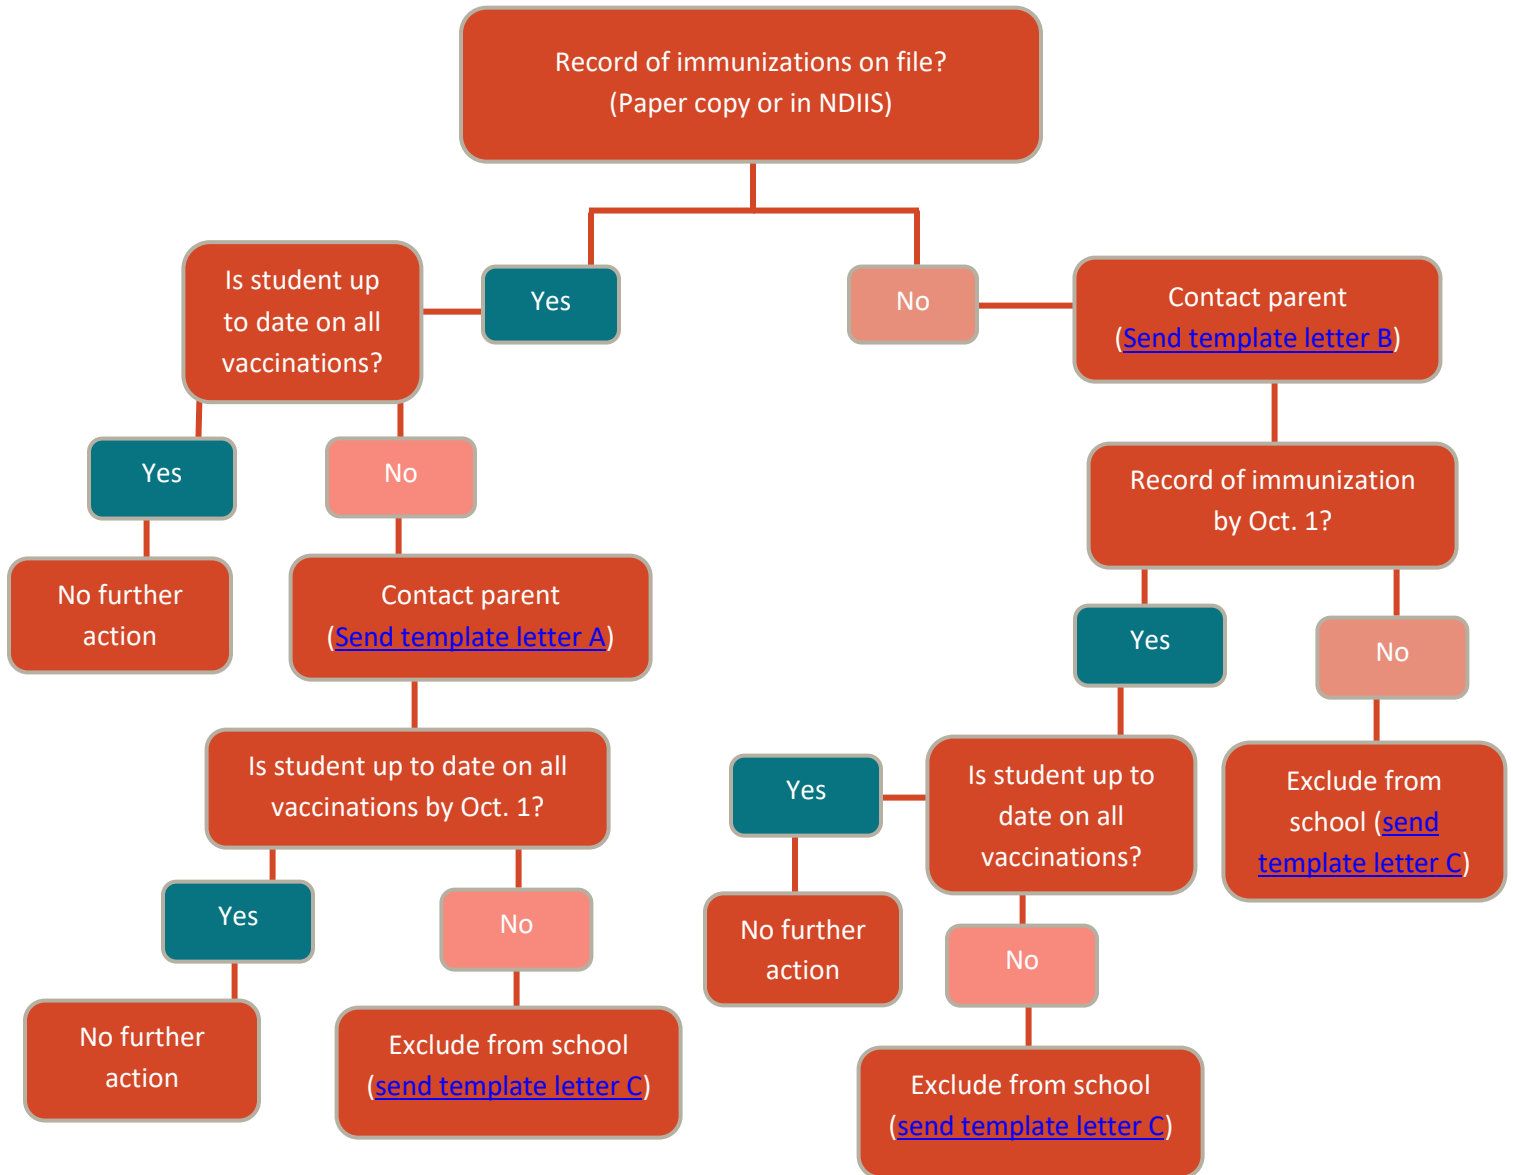 Record of immunizations on file?
(Paper copy or in NDIIS)
Yes
No
Is student up
to date on all
vaccinations?
Yes
No
No further
action
Contact parent
(Send template letter A)
Is student up to date on all
vaccinations by Oct. 1?
Yes
No
No further
action
Exclude from school
(send template letter C)
Contact parent
(Send template letter B)
Record of immunization
by Oct. 1?
Yes
No
Is student up to
date on all
vaccinations?
Yes
No further
action
No
Exclude from school
(send template letter C)
Exclude from
school (send
template letter C)